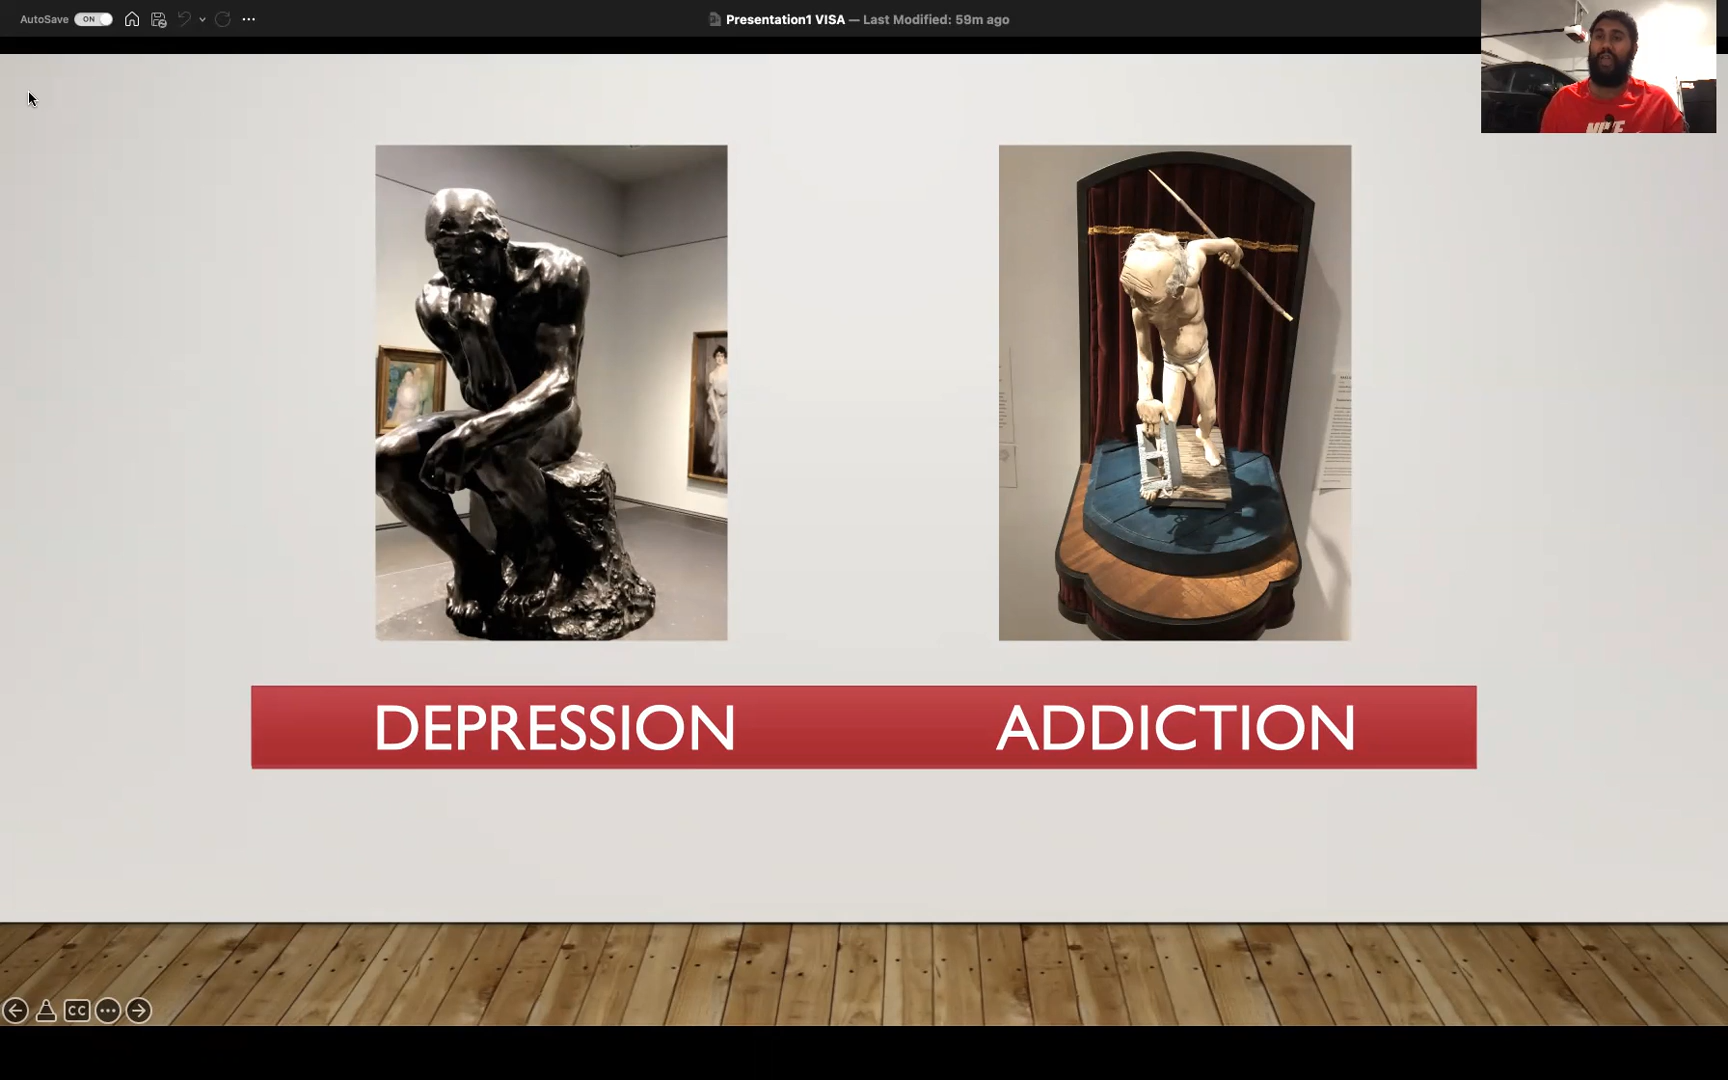 AutoSave ON
Presentation1 VISA — Last Modified: 59m ago
DEPRESSION ADDICTION
CC